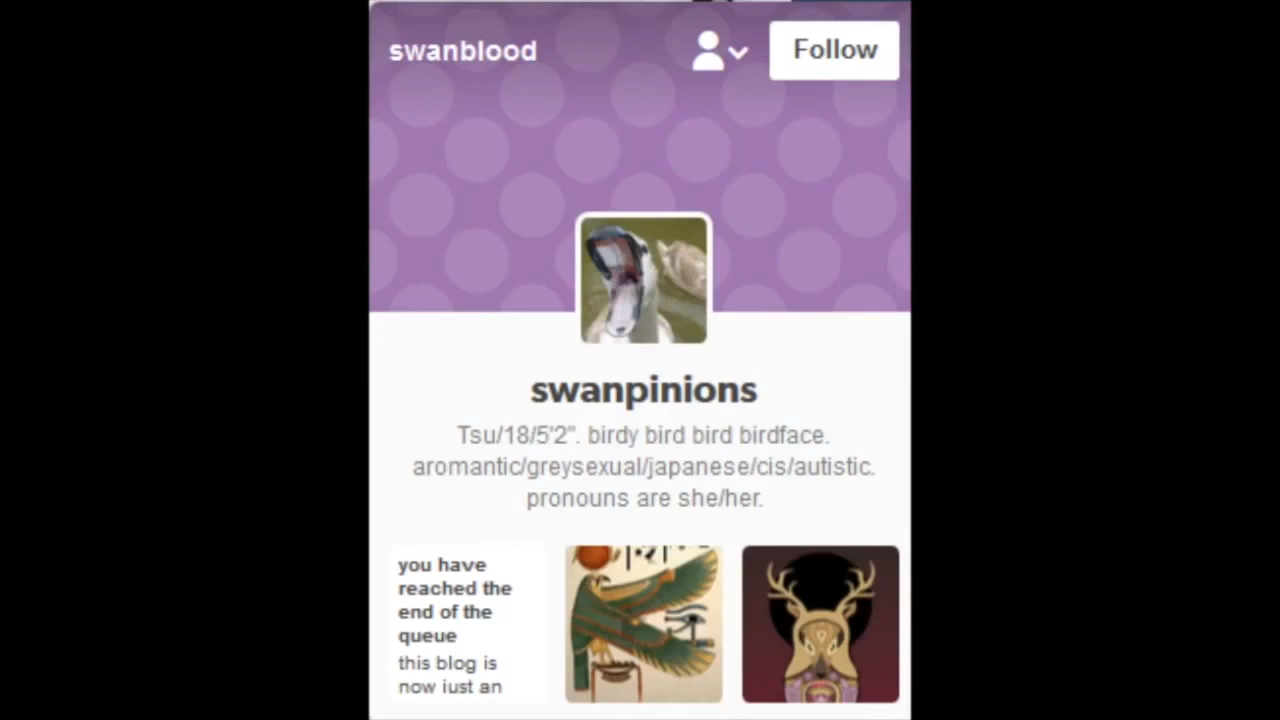 swanblood
Follow
swanpinions
Tsu/18/5'2". birdy bird bird birdface.
aromantic/greysexual/japanese/cis/autistic.
pronouns are she/her.
you have
reached the
end of the
queue
this blog is
now just an